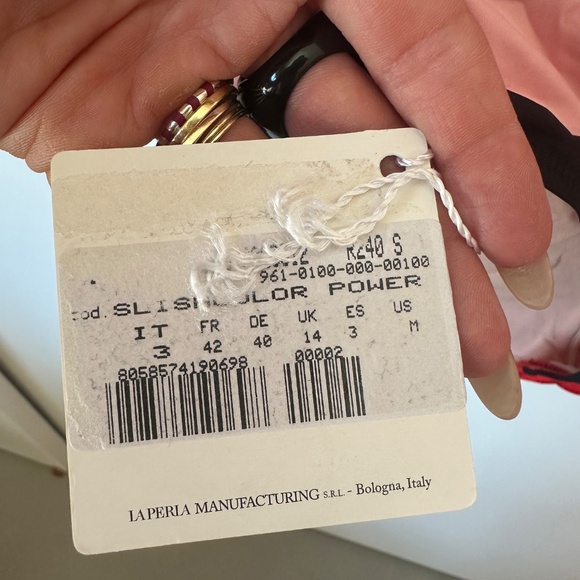 R240 S
961-0100-000-00100
POWER
IT FR DE UK ES US
3 42 40 14 3 M
8058574190698 00002
LA PERLA MANUFACTURING S.R.L. - Bologna, Italy